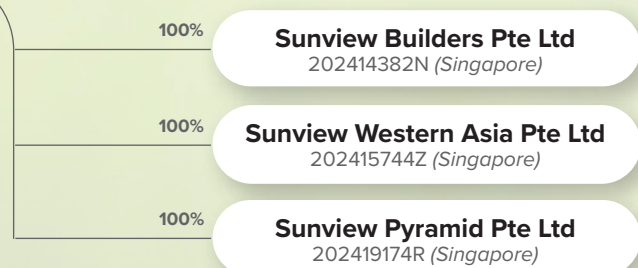 100%
Sunview Builders Pte Ltd
202414382N (Singapore)
100%
Sunview Western Asia Pte Ltd
202415744Z (Singapore)
100%
Sunview Pyramid Pte Ltd
202419174R (Singapore)